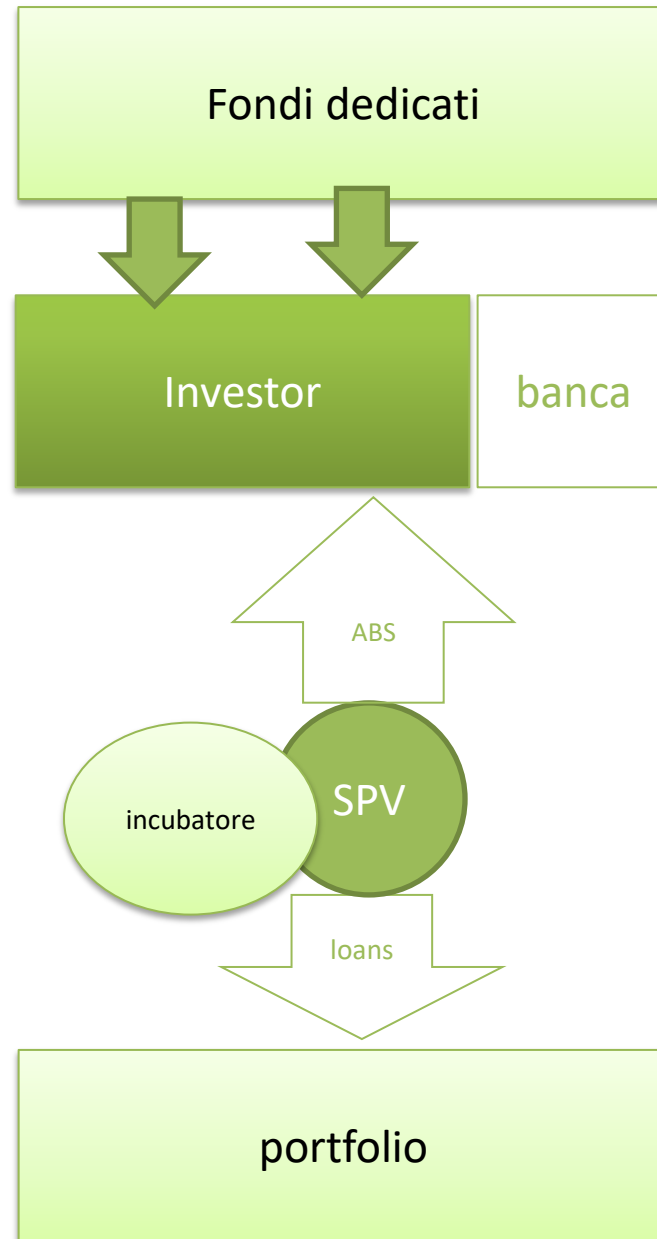 Fondi dedicati
Investor
banca
ABS
SPV
incubatore
loans
portfolio